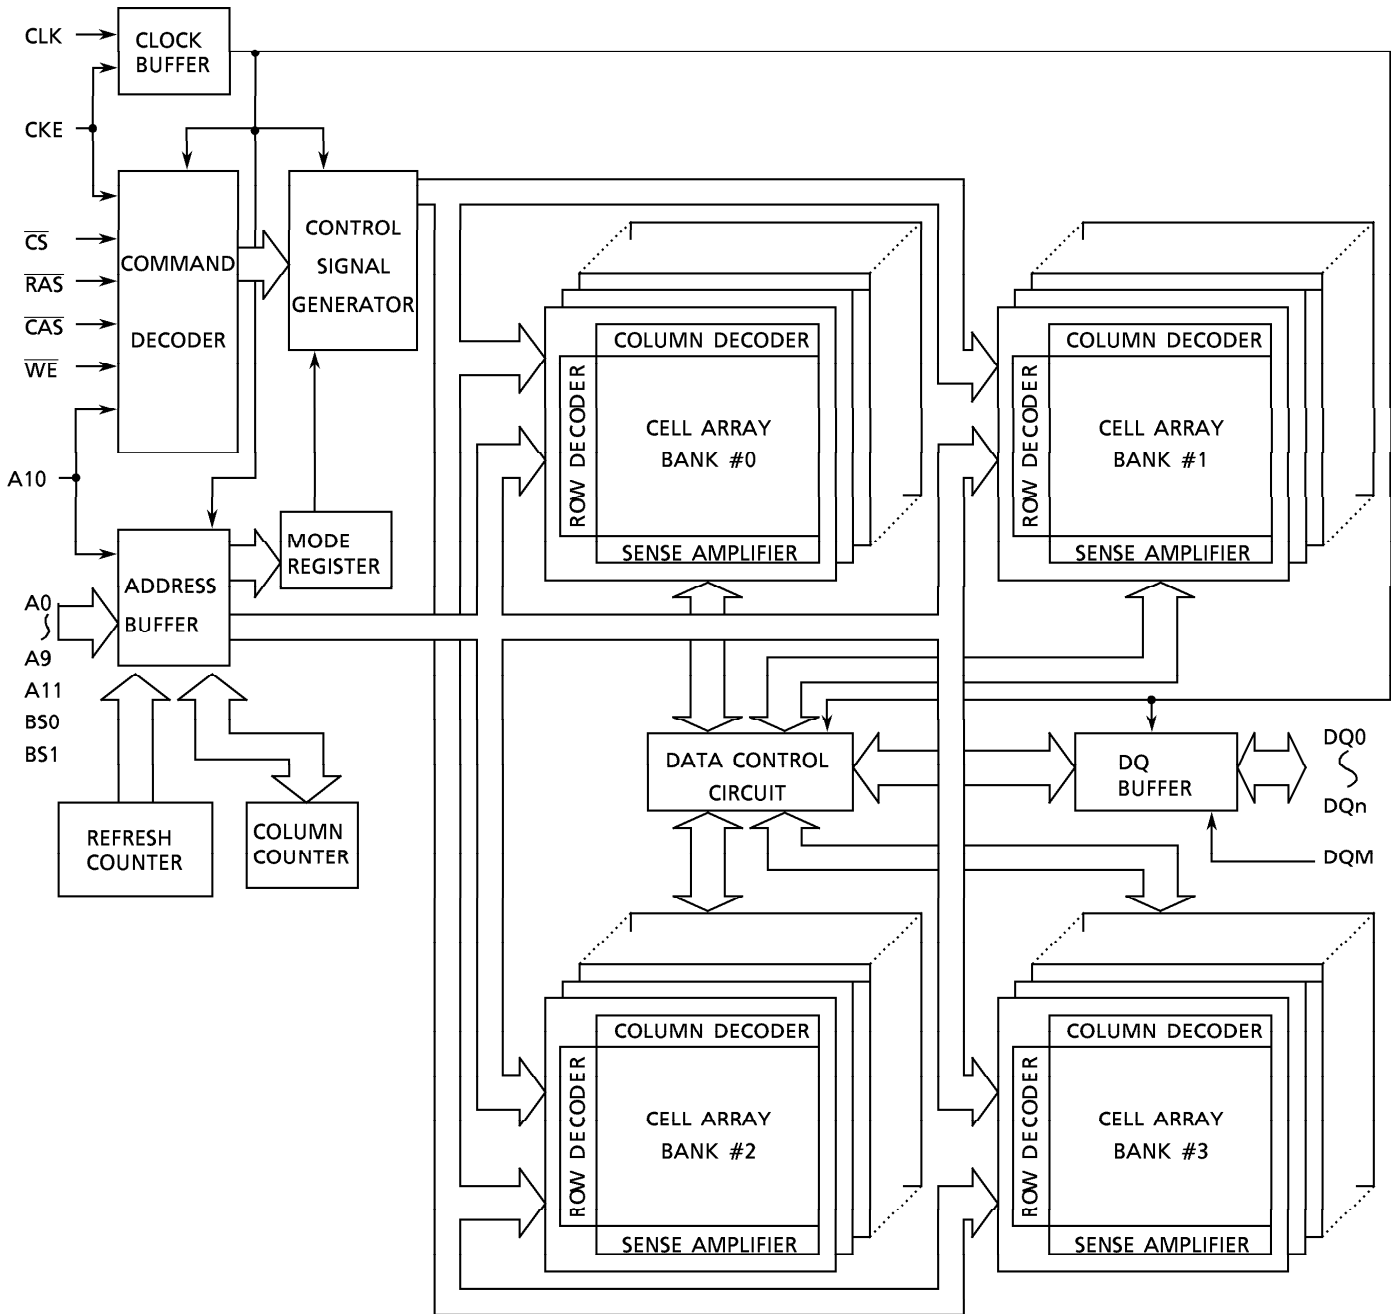 CLK
CLOCK
BUFFER
CKE
CS
RAS
CAS
WE
COMMAND
DECODER
CONTROL
SIGNAL
GENERATOR
A10
MODE
REGISTER
A0
A9
A11
BS0
BS1
ADDRESS
BUFFER
REFRESH
COUNTER
COLUMN
COUNTER
COLUMN DECODER
ROW DECODER
CELL ARRAY
BANK #0
SENSE AMPLIFIER
COLUMN DECODER
ROW DECODER
CELL ARRAY
BANK #1
SENSE AMPLIFIER
DATA CONTROL
CIRCUIT
DQ
BUFFER
DQ0
DQn
DQM
COLUMN DECODER
ROW DECODER
CELL ARRAY
BANK #2
SENSE AMPLIFIER
COLUMN DECODER
ROW DECODER
CELL ARRAY
BANK #3
SENSE AMPLIFIER